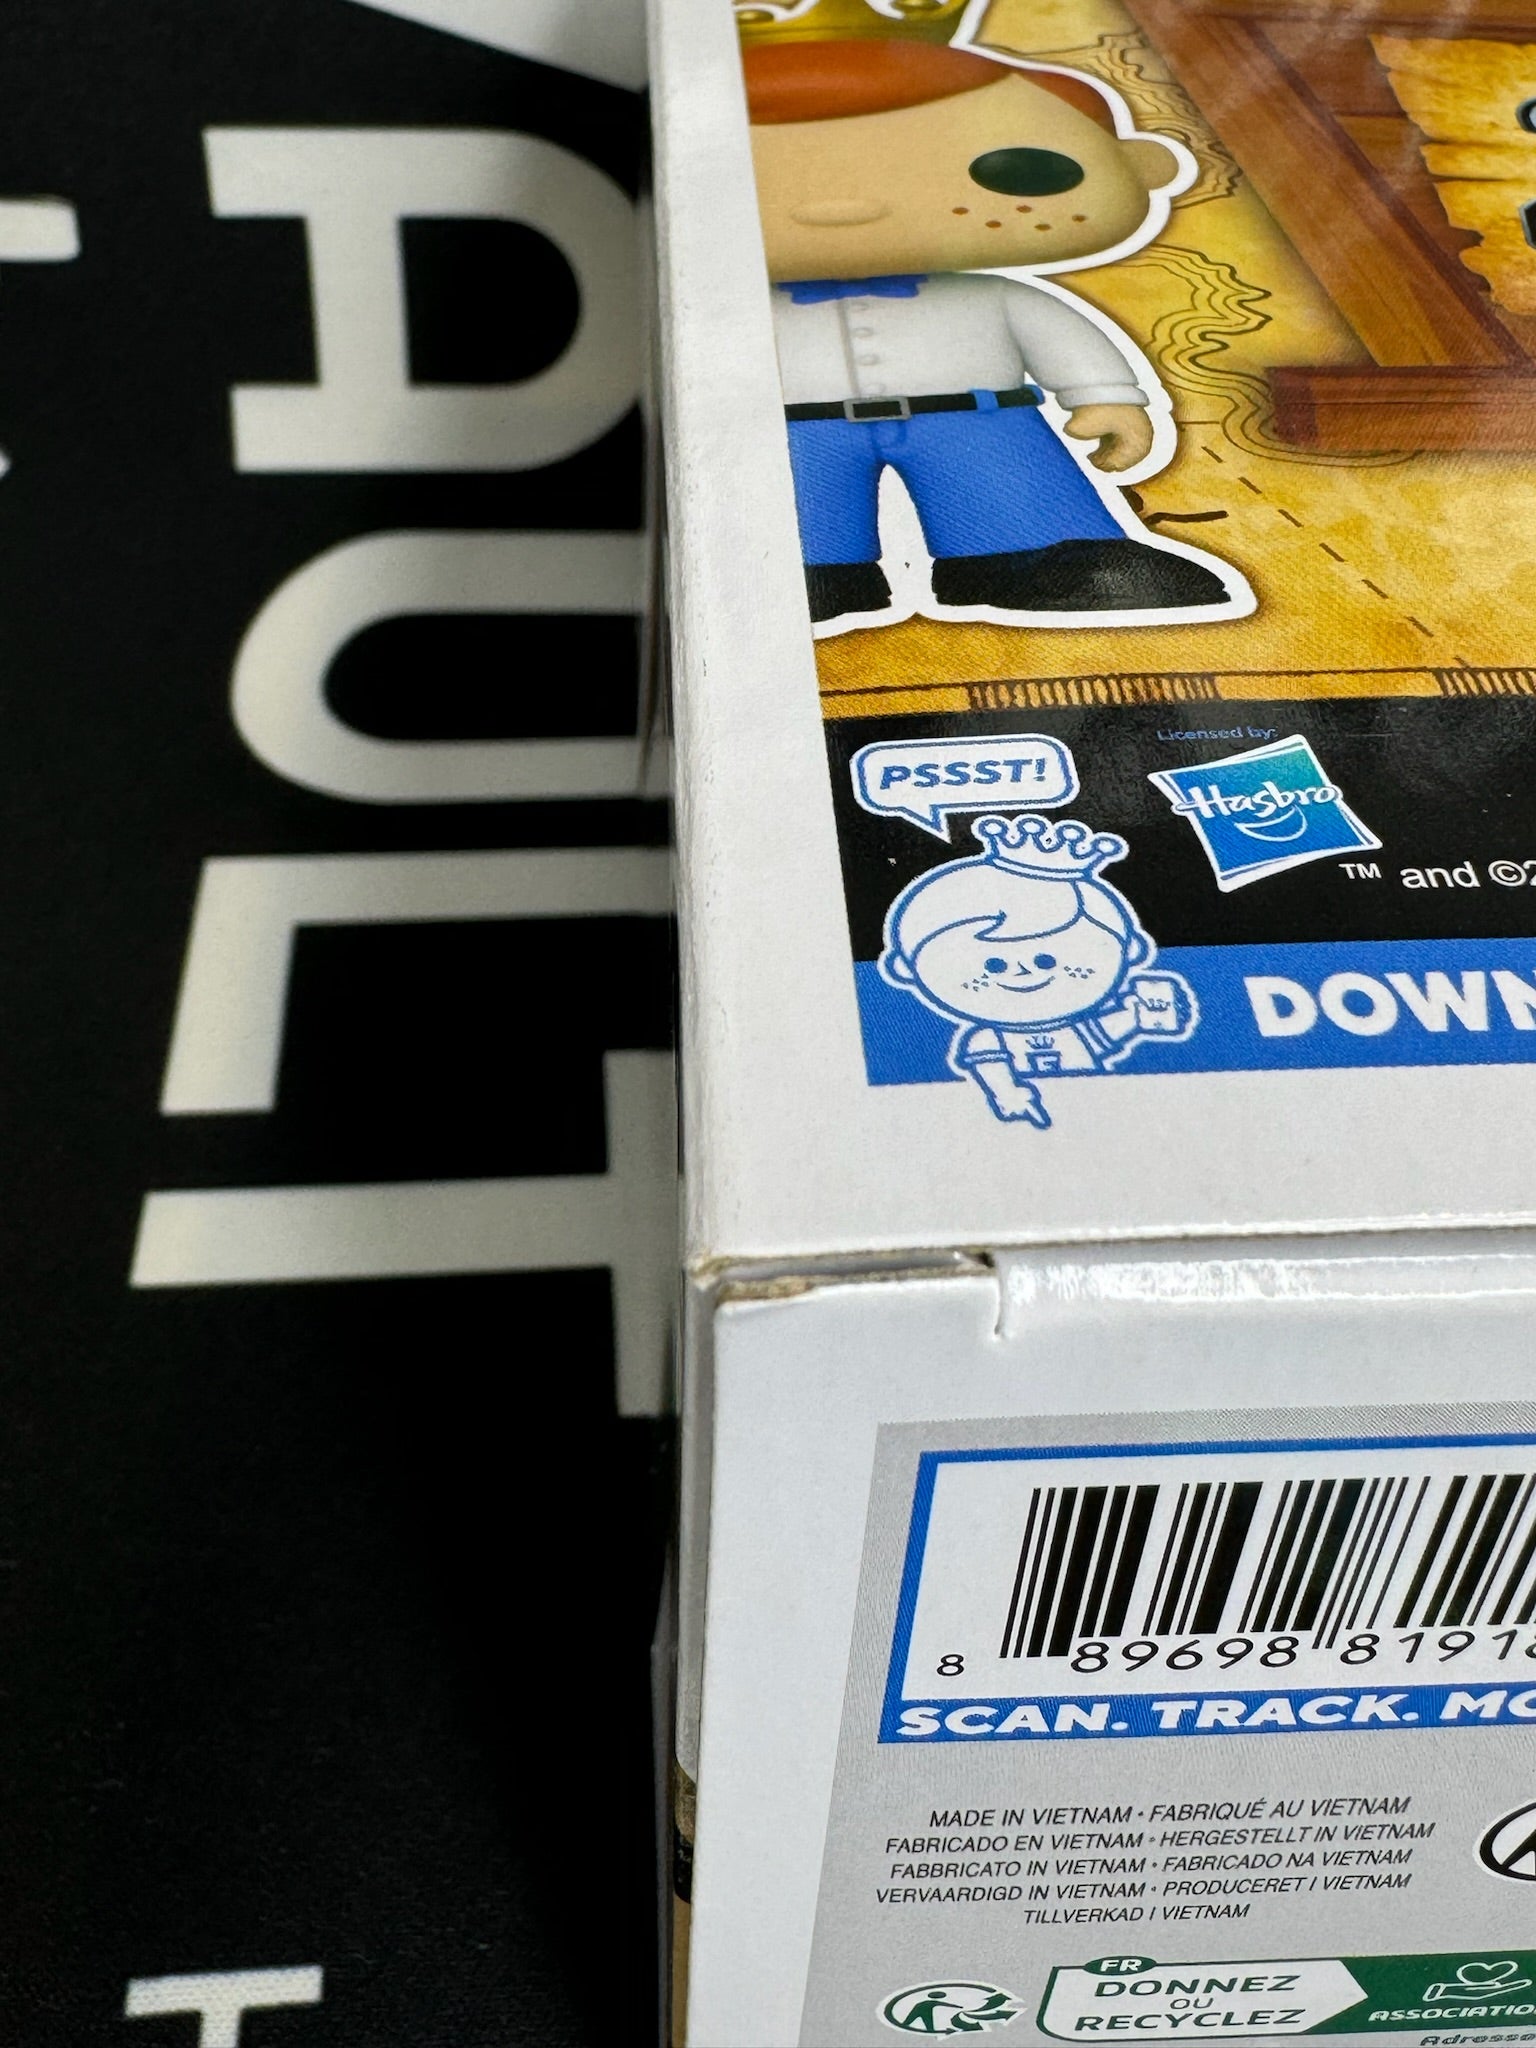 AULT
PSSST!
Licensed by:
Hasbro
TM and ©
DOWN
8 89698 8191
SCAN. TRACK.
MADE IN VIETNAM • FABRIQUÉ AU VIETNAM
FABRICADO EN VIETNAM • HERGESTELLT IN VIETNAM
FABBRICATO IN VIETNAM • FABRICADO NA VIETNAM
VERVAARDIGD IN VIETNAM • PRODUCERET I VIETNAM
TILLVERKAD I VIETNAM
FR
DONNEZ
OU
RECYCLEZ
ASSOCIATIO
Adresse
F